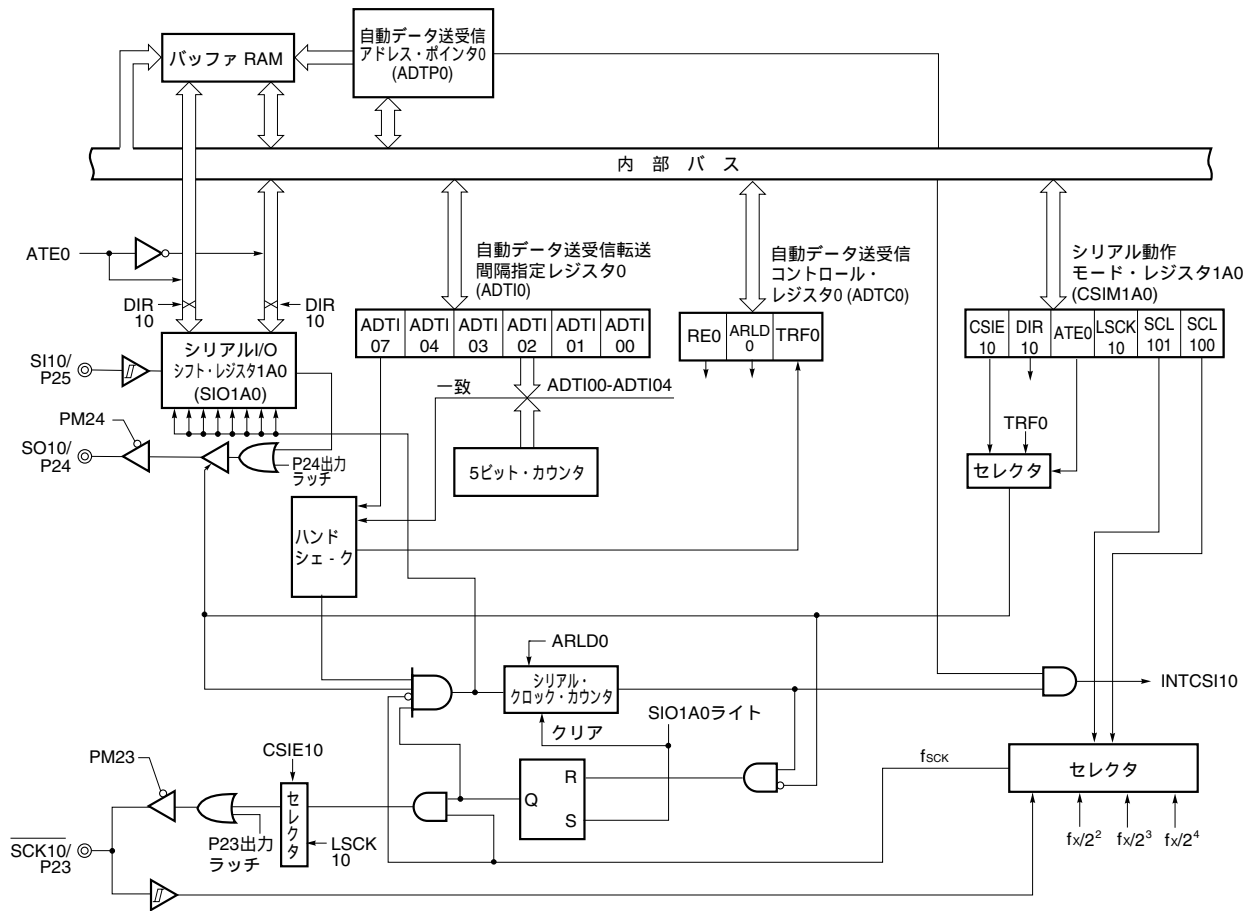 バッファ RAM
自動データ送受信
アドレス・ポインタ0
(ADTP0)
内 部 バ ス
ATE0
DIR
10
DIR
10
自動データ送受信転送
間隔指定レジスタ0
(ADTI0)
自動データ送受信
コントロール・
レジスタ0 (ADTC0)
シリアル動作
モード・レジスタ1A0
(CSIM1A0)
ADTI
07
ADTI
04
ADTI
03
ADTI
02
ADTI
01
ADTI
00
RE0
ARLD
0
TRF0
CSIE
10
DIR
10
ATE0
LSCK
10
SCL
101
SCL
100
SI10/
P25
シリアルI/O
シフト・レジスタ1A0
(SIO1A0)
一致
ADTI00-ADTI04
PM24
SO10/
P24
P24出力
ラッチ
5ビット・カウンタ
TRF0
セレクタ
ハンド
シェ - ク
ARLD0
シリアル・
クロック・カウンタ
INTCSI10
クリア
SIO1A0ライト
PM23
CSIE10
セレクタ
R
Q
S
fSCK
セレクタ
SCK10/
P23
P23出力
ラッチ
LSCK
10
fX/2²
fX/2³
fX/2⁴